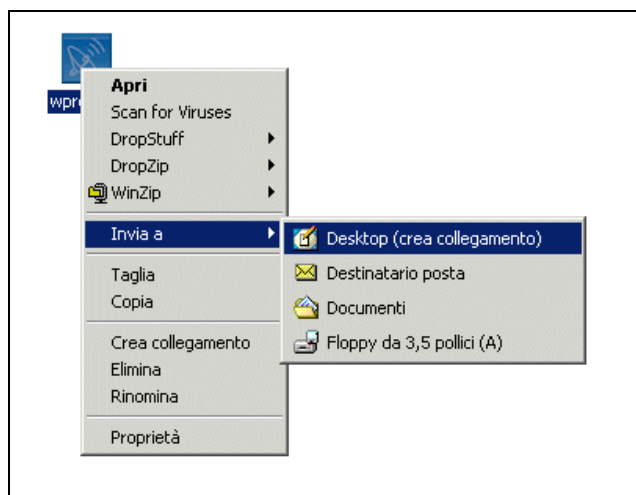 Apri
Scan for Viruses
DropStuff
DropZip
WinZip
Invia a
Desktop (crea collegamento)
Destinatario posta
Documenti
Floppy da 3,5 pollici (A)
Taglia
Copia
Crea collegamento
Elimina
Rinomina
Proprietà